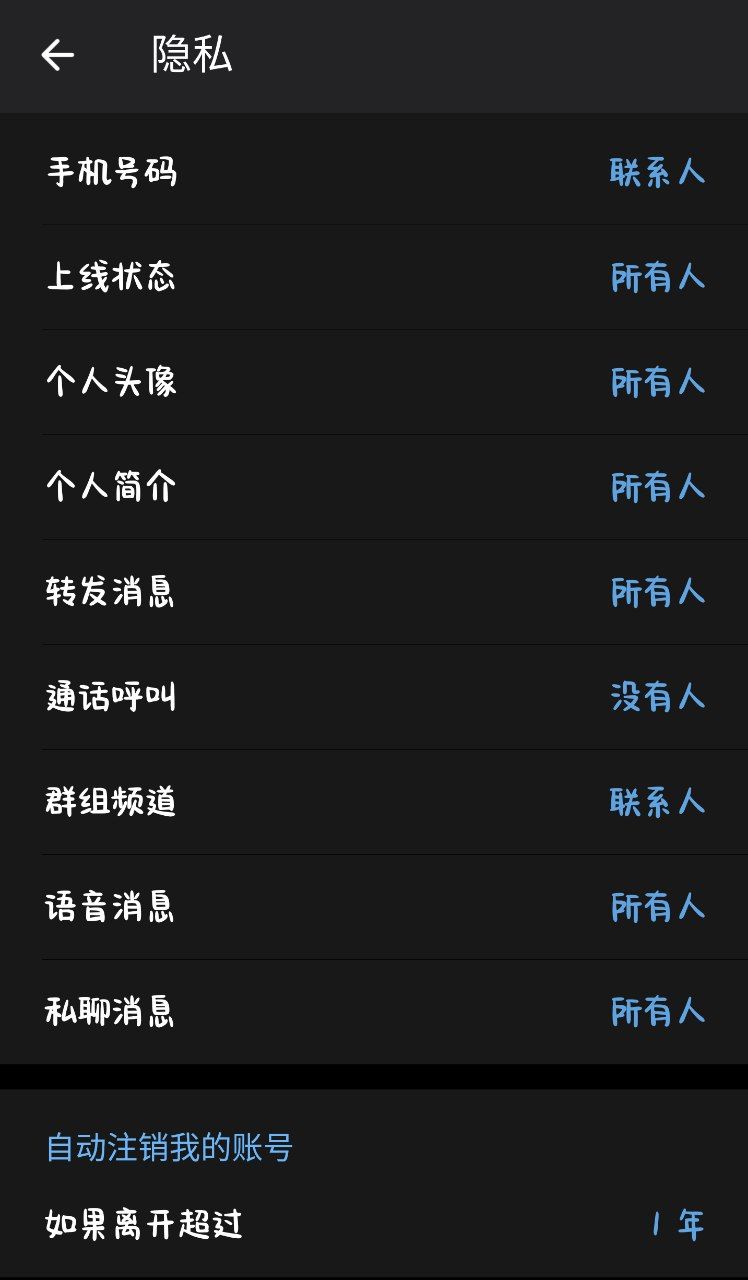 隐私
手机号码 联系人
上线状态 所有人
个人头像 所有人
个人简介 所有人
转发消息 所有人
通话呼叫 没有人
群组频道 联系人
语音消息 所有人
私聊消息 所有人
自动注销我的账号
如果离开超过 1 年